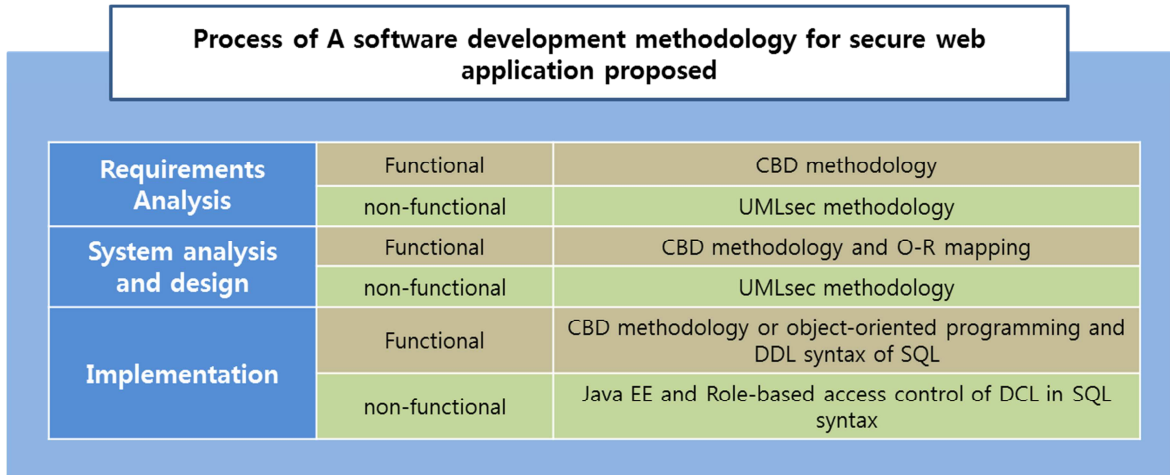 Process of A software development methodology for secure web
application proposed
Requirements
Analysis
Functional
CBD methodology
non-functional
UMLsec methodology
System analysis
and design
Functional
CBD methodology and O-R mapping
non-functional
UMLsec methodology
Implementation
Functional
CBD methodology or object-oriented programming and
DDL syntax of SQL
non-functional
Java EE and Role-based access control of DCL in SQL
syntax